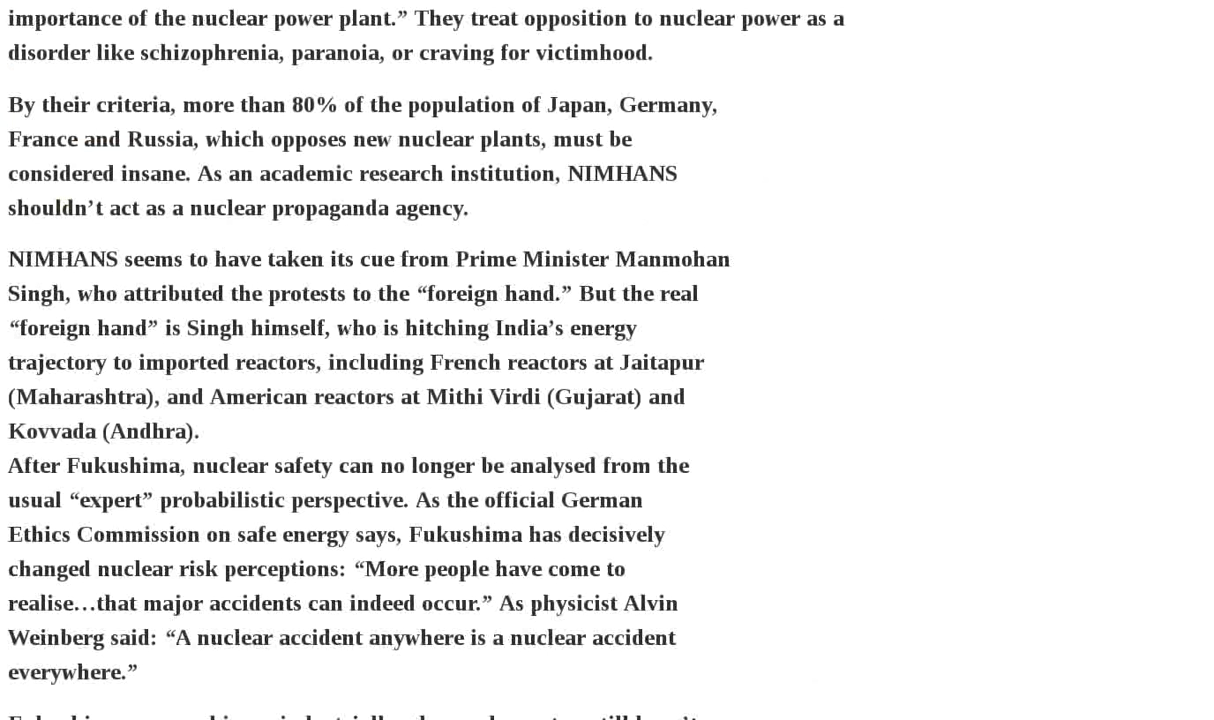 importance of the nuclear power plant.” They treat opposition to nuclear power as a
disorder like schizophrenia, paranoia, or craving for victimhood.
By their criteria, more than 80% of the population of Japan, Germany,
France and Russia, which opposes new nuclear plants, must be
considered insane. As an academic research institution, NIMHANS
shouldn’t act as a nuclear propaganda agency.
NIMHANS seems to have taken its cue from Prime Minister Manmohan
Singh, who attributed the protests to the “foreign hand.” But the real
“foreign hand” is Singh himself, who is hitching India’s energy
trajectory to imported reactors, including French reactors at Jaitapur
(Maharashtra), and American reactors at Mithi Virdi (Gujarat) and
Kovvada (Andhra).
After Fukushima, nuclear safety can no longer be analysed from the
usual “expert” probabilistic perspective. As the official German
Ethics Commission on safe energy says, Fukushima has decisively
changed nuclear risk perceptions: “More people have come to
realise…that major accidents can indeed occur.” As physicist Alvin
Weinberg said: “A nuclear accident anywhere is a nuclear accident
everywhere.”